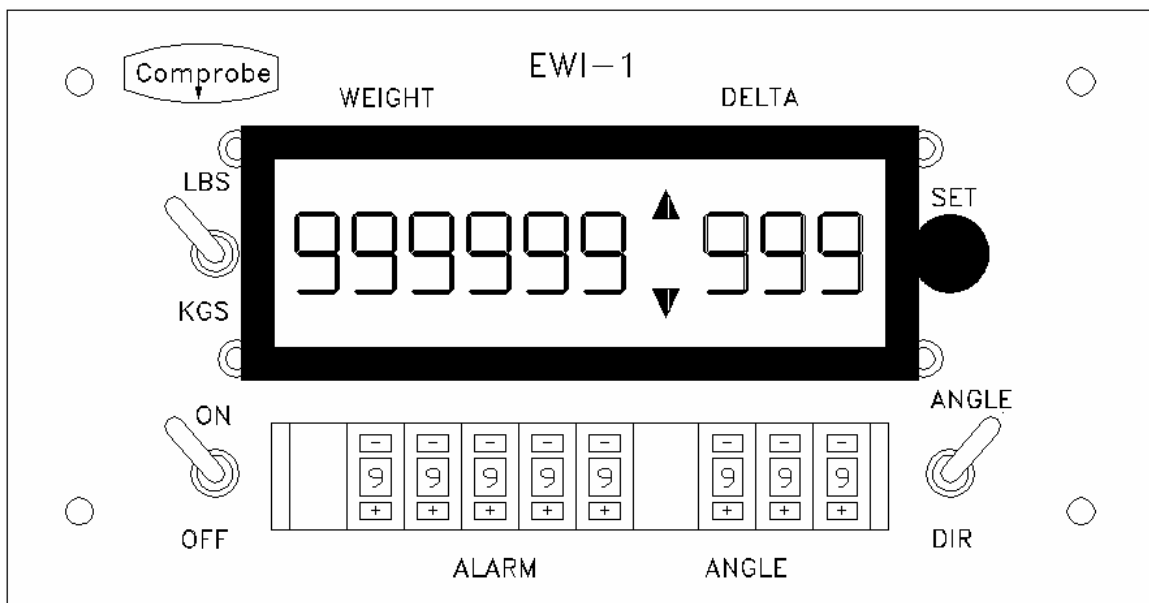 Comprobe
EWI-1
WEIGHT DELTA
LBS
SET
999999 999
KGS
ON
ANGLE
- - - - - - - -
9 9 9 9 9 9 9 9
+ + + + + + + +
OFF
DIR
ALARM ANGLE